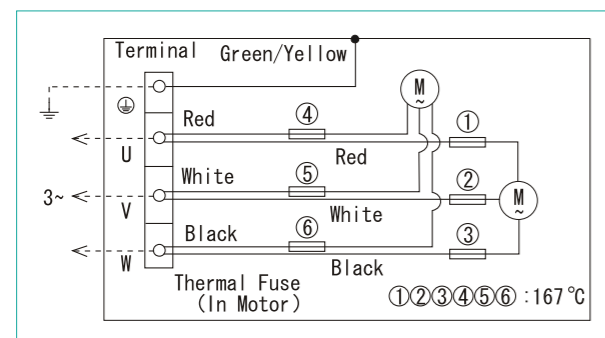 Terminal Green/Yellow
M
~
Red ④ ①
U Red
White ⑤ ②
3~ V White M
~
Black ⑥ ③
W Black
Thermal Fuse
(In Motor)
①②③④⑤⑥ :167℃